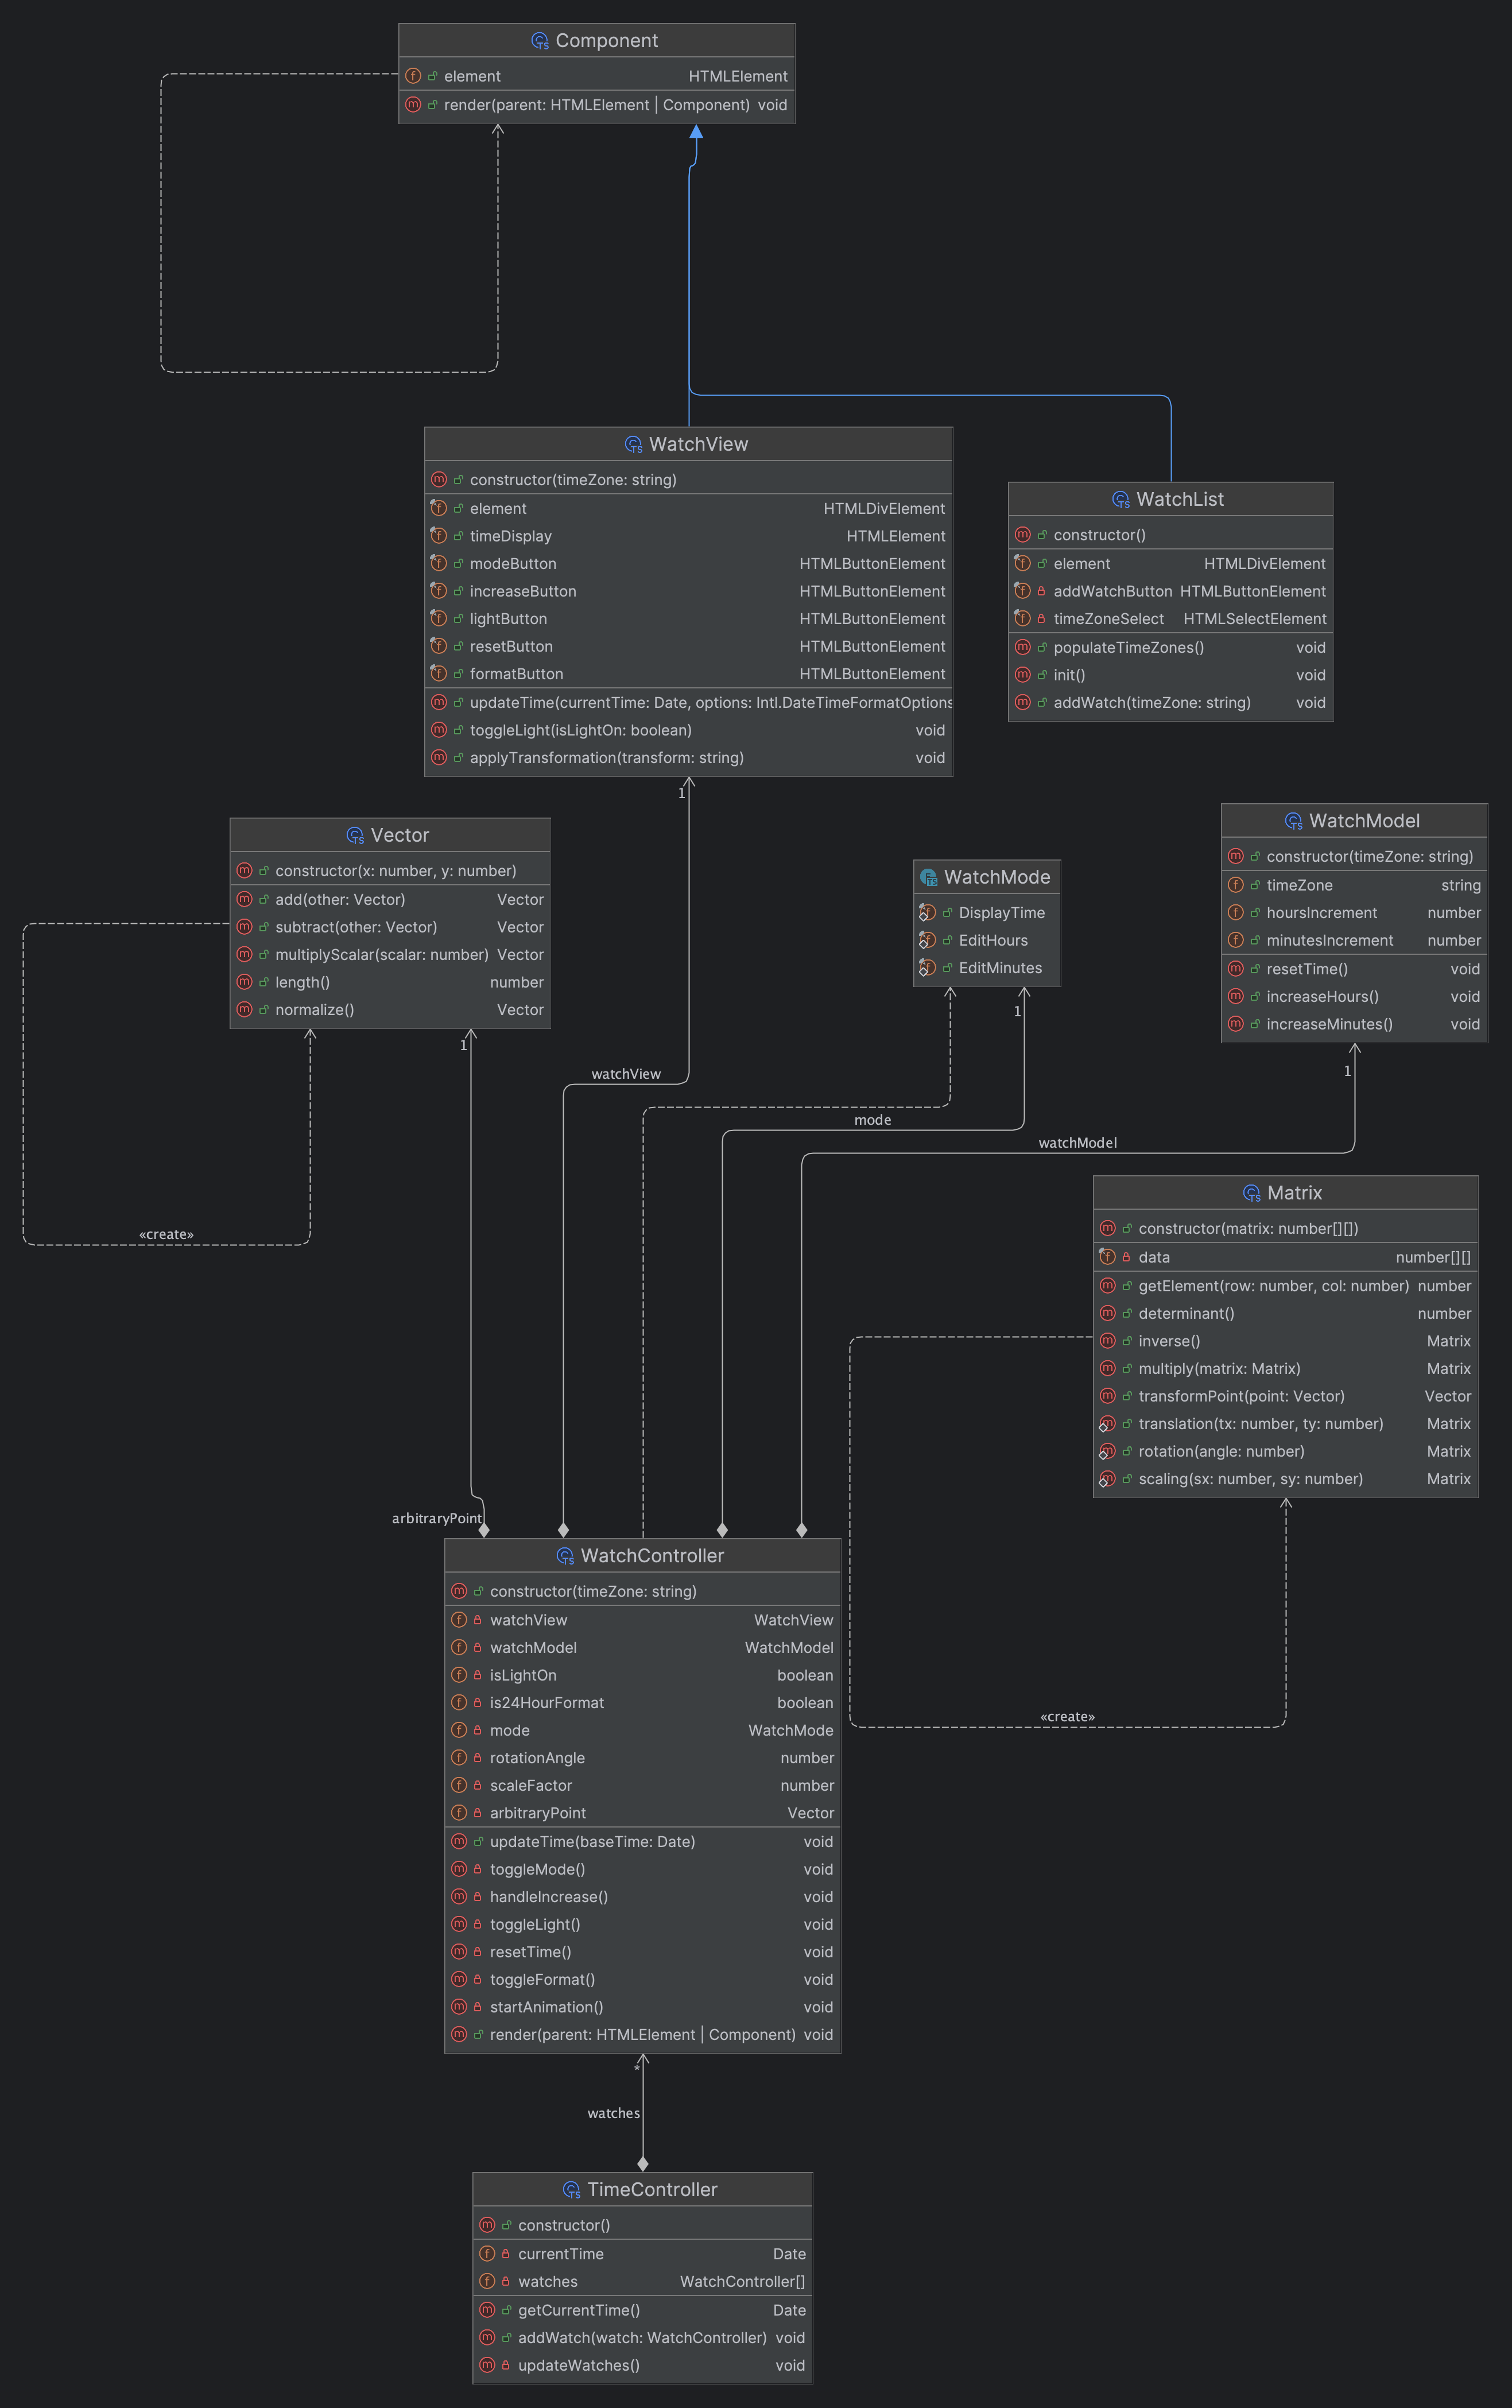 Component
element HTMLElement
render(parent: HTMLElement | Component) void
WatchView
constructor(timeZone: string)
element HTMLDivElement
timeDisplay HTMLElement
modeButton HTMLButtonElement
increaseButton HTMLButtonElement
lightButton HTMLButtonElement
resetButton HTMLButtonElement
formatButton HTMLButtonElement
updateTime(currentTime: Date, options: Intl.DateTimeFormatOptions
toggleLight(isLightOn: boolean) void
applyTransformation(transform: string) void
1
WatchList
constructor()
element HTMLDivElement
addWatchButton HTMLButtonElement
timeZoneSelect HTMLSelectElement
populateTimeZones() void
init() void
addWatch(timeZone: string) void
Vector
constructor(x: number, y: number)
add(other: Vector) Vector
subtract(other: Vector) Vector
multiplyScalar(scalar: number) Vector
length() number
normalize() Vector
1
WatchMode
DisplayTime
EditHours
EditMinutes
1
WatchModel
constructor(timeZone: string)
timeZone string
hoursIncrement number
minutesIncrement number
resetTime() void
increaseHours() void
increaseMinutes() void
1
watchView
mode
watchModel
«create»
Matrix
constructor(matrix: number[][])
data number[][]
getElement(row: number, col: number) number
determinant() number
inverse() Matrix
multiply(matrix: Matrix) Matrix
transformPoint(point: Vector) Vector
translation(tx: number, ty: number) Matrix
rotation(angle: number) Matrix
scaling(sx: number, sy: number) Matrix
«create»
arbitraryPoint
WatchController
constructor(timeZone: string)
watchView WatchView
watchModel WatchModel
isLightOn boolean
is24HourFormat boolean
mode WatchMode
rotationAngle number
scaleFactor number
arbitraryPoint Vector
updateTime(baseTime: Date) void
toggleMode() void
handleIncrease() void
toggleLight() void
resetTime() void
toggleFormat() void
startAnimation() void
render(parent: HTMLElement | Component) void
*
watches
TimeController
constructor()
currentTime Date
watches WatchController[]
getCurrentTime() Date
addWatch(watch: WatchController) void
updateWatches() void